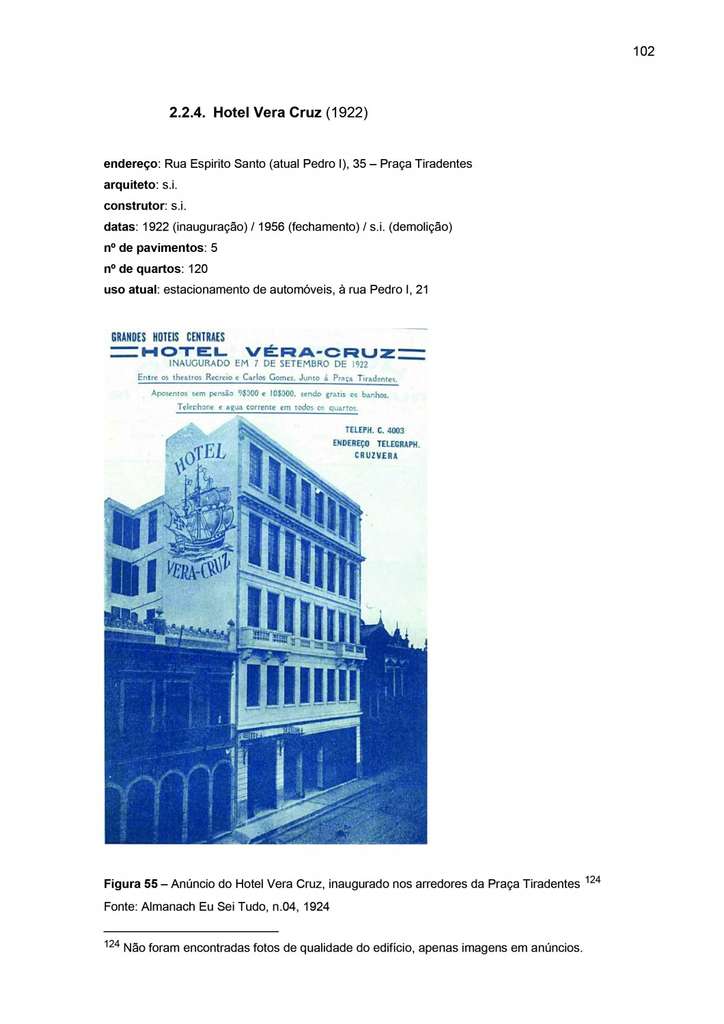 102
2.2.4. Hotel Vera Cruz (1922)
endereço: Rua Espirito Santo (atual Pedro I), 35 – Praça Tiradentes
arquiteto: s.i.
construtor: s.i.
datas: 1922 (inauguração) / 1956 (fechamento) / s.i. (demolição)
nº de pavimentos: 5
nº de quartos: 120
uso atual: estacionamento de automóveis, à rua Pedro I, 21
GRANDES HOTEIS CENTRAES
HOTEL VÉRA-CRUZ
INAUGURADO EM 7 DE SETEMBRO DE 1922
Entre os theatros Recreio e Carlos Gomes, Junto á Praça Tiradentes.
Aposentos sem pensão 9$000 e 10$000, sendo gratis os banhos.
Telephone e agua corrente em todos os quartos.
TELEPH. C. 4003
ENDEREÇO TELEGRAPH.
CRUZVERA
HOTEL
VERA-CRUZ
Figura 55 – Anúncio do Hotel Vera Cruz, inaugurado nos arredores da Praça Tiradentes 124
Fonte: Almanach Eu Sei Tudo, n.04, 1924
124 Não foram encontradas fotos de qualidade do edifício, apenas imagens em anúncios.